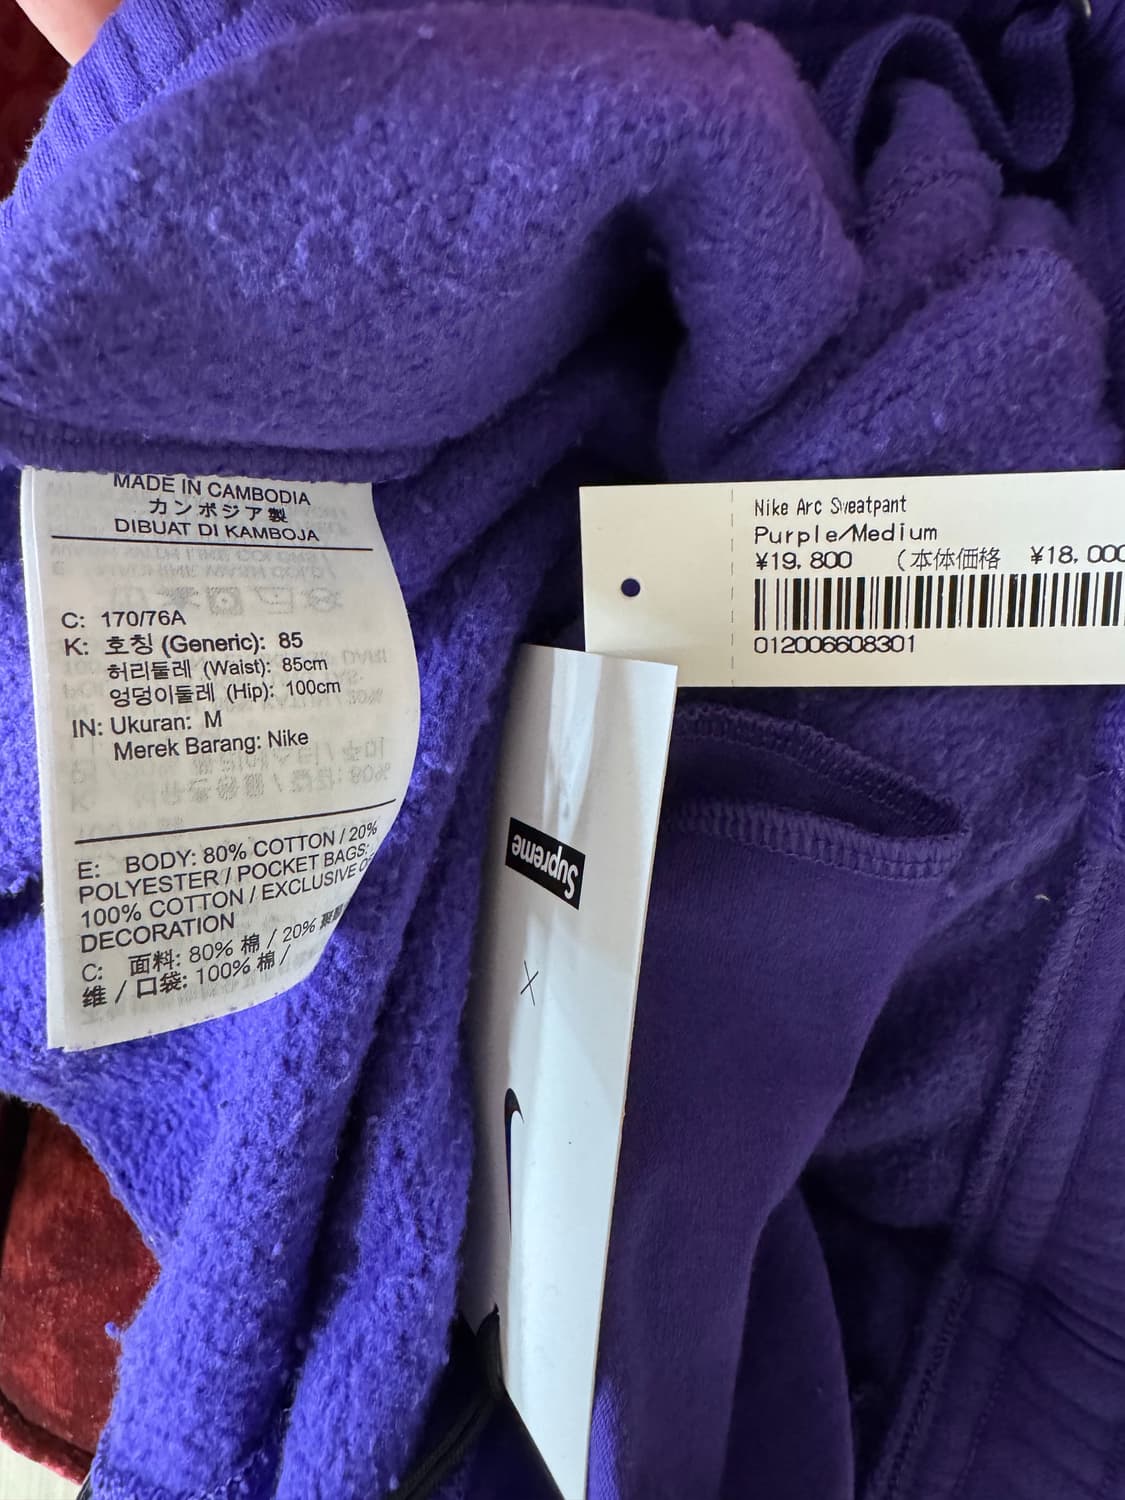 MADE IN CAMBODIA
カンボジア製
DIBUAT DI KAMBOJA
C: 170/76A
K: 호칭 (Generic): 85
허리둘레 (Waist): 85cm
엉덩이둘레 (Hip): 100cm
IN: Ukuran: M
Merek Barang: Nike
E: BODY: 80% COTTON / 20%
POLYESTER / POCKET BAGS:
100% COTTON / EXCLUSIVE OF
DECORATION
C: 面料: 80% 棉 / 20% 聚
维 / 口袋: 100% 棉 /
Nike Arc Sweatpant
Purple/Medium
¥19,800 (本体価格 ¥18,000
012006608301
Supreme
X